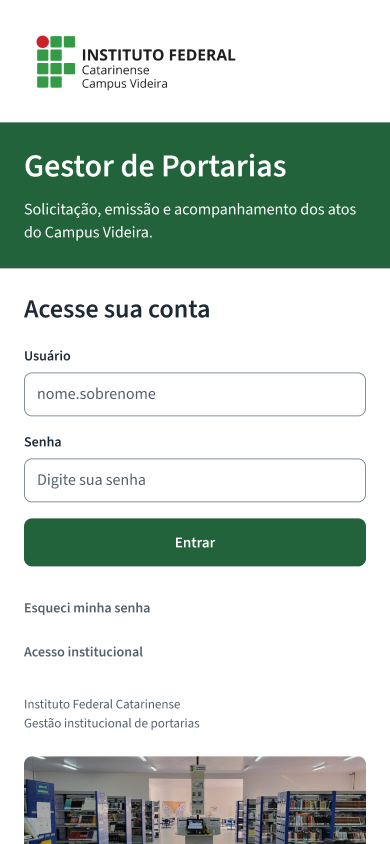 INSTITUTO FEDERAL
Catarinense
Campus Videira
Gestor de Portarias
Solicitação, emissão e acompanhamento dos atos
do Campus Videira.
Acesse sua conta
Usuário
nome.sobrenome
Senha
Digite sua senha
Entrar
Esqueci minha senha
Acesso institucional
Instituto Federal Catarinense
Gestão institucional de portarias